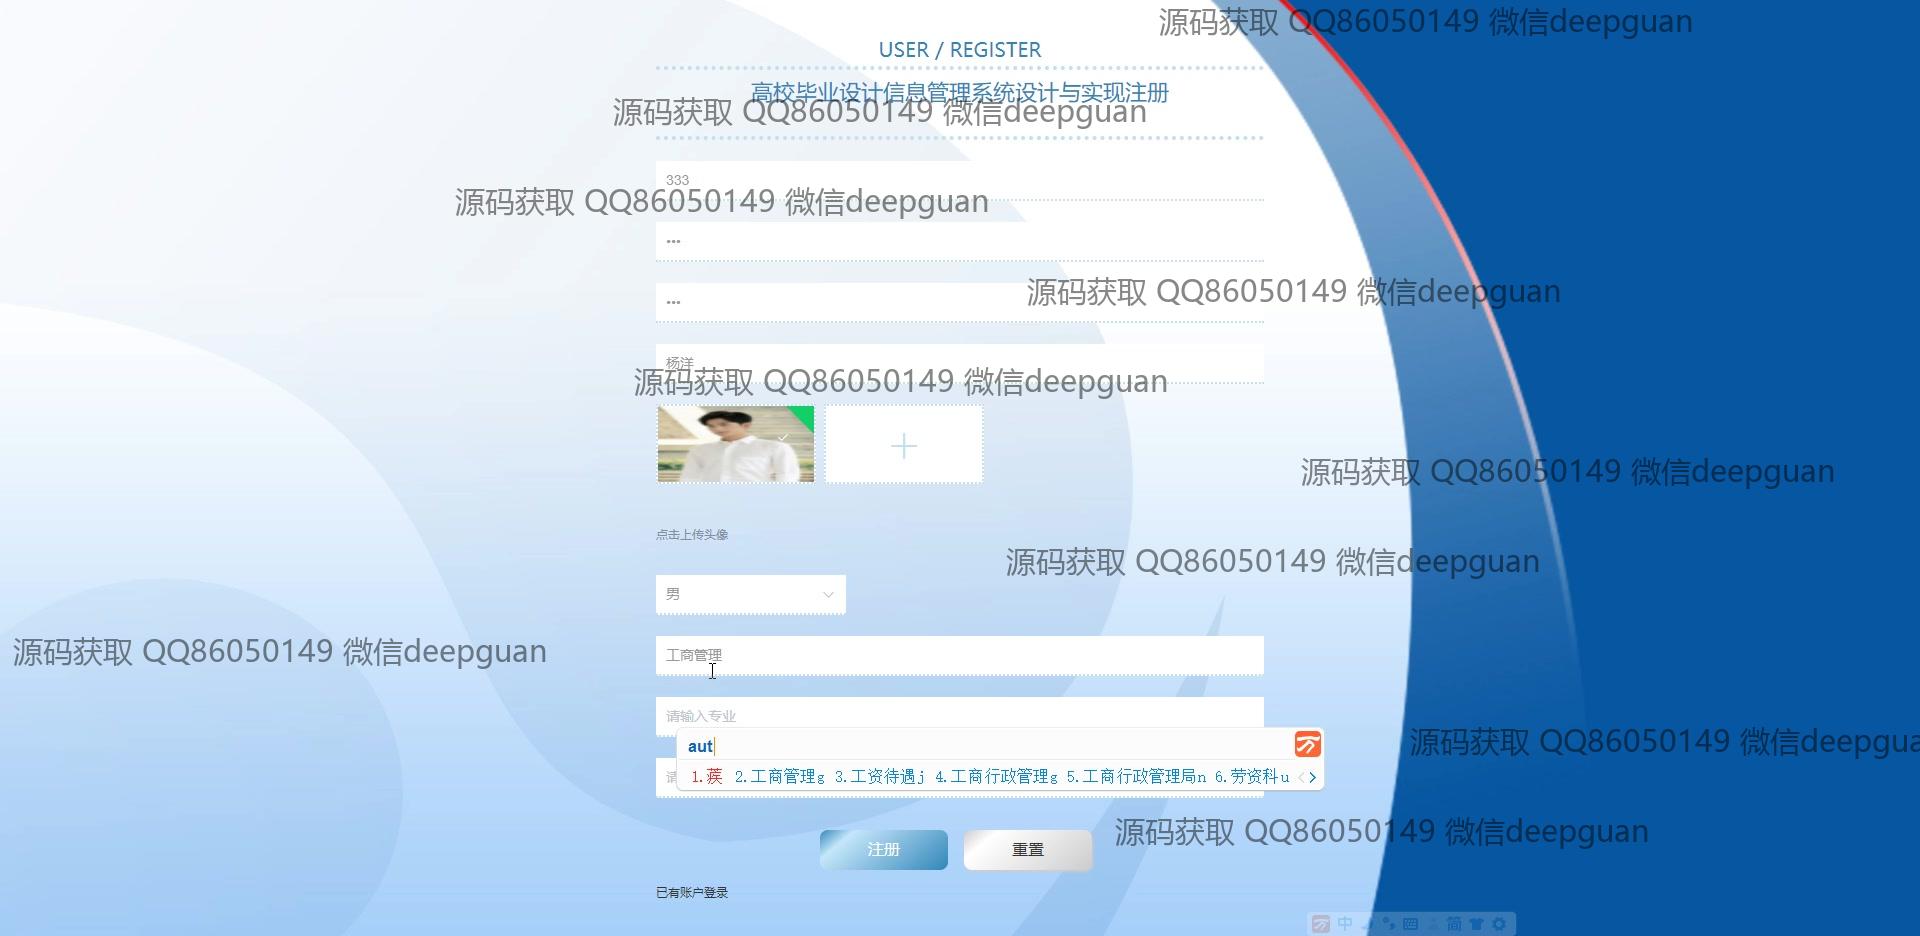 源码获取 QQ86050149 微信deepguan
USER / REGISTER
高校毕业设计信息管理系统设计与实现注册
源码获取 QQ86050149 微信deepguan
333
源码获取 QQ86050149 微信deepguan
...
源码获取 QQ86050149 微信deepguan
...
杨洋
源码获取 QQ86050149 微信deepguan
源码获取 QQ86050149 微信deepguan
点击上传头像
源码获取 QQ86050149 微信deepguan
男
源码获取 QQ86050149 微信deepguan
工商管理
请输入专业
源码获取 QQ86050149 微信deepgua
aut
1.蒺 2.工商管理g 3.工资待遇j 4.工商行政管理g 5.工商行政管理局n 6.劳资科u
请
源码获取 QQ86050149 微信deepguan
注册 重置
已有账户登录
中 简